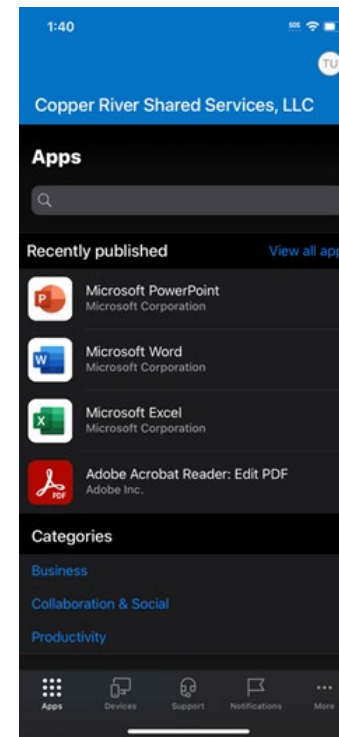 1:40
SOS
TU
Copper River Shared Services, LLC
Apps
Recently published View all app
P
Microsoft PowerPoint
Microsoft Corporation
W
Microsoft Word
Microsoft Corporation
X
Microsoft Excel
Microsoft Corporation
PDF
Adobe Acrobat Reader: Edit PDF
Adobe Inc.
Categories
Business
Collaboration & Social
Productivity
Apps Devices Support Notifications More